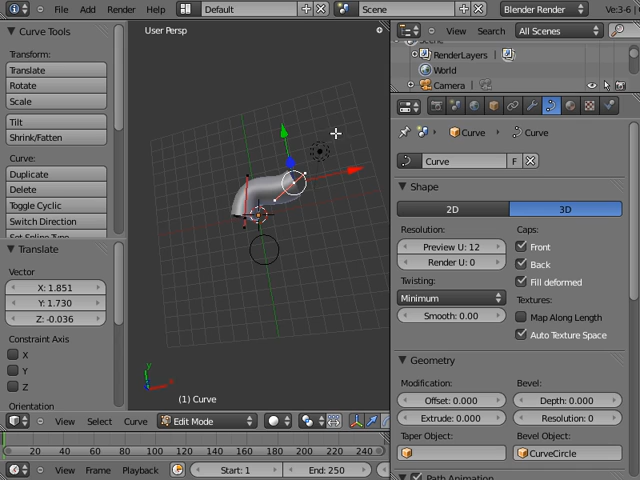 File Add Render Help Default Scene Blender Render Ve:3-6
Curve Tools
Transform:
Translate
Rotate
Scale
Tilt
Shrink/Fatten
Curve:
Duplicate
Delete
Toggle Cyclic
Switch Direction
Translate
Vector
X: 1.851
Y: 1.730
Z: -0.036
Constraint Axis
X
Y
Z
Orientation
User Persp
y
x
(1) Curve
View Select Curve Edit Mode
20 40 60 80 100 120 140 160 180 200 220 240
View Frame Playback Start: 1 End: 250
View Search All Scenes
RenderLayers
World
Camera
Curve Curve
Curve F
Shape
2D 3D
Resolution:
Preview U: 12
Render U: 0
Twisting:
Minimum
Smooth: 0.00
Caps:
Front
Back
Fill deformed
Textures:
Map Along Length
Auto Texture Space
Geometry
Modification:
Offset: 0.000
Extrude: 0.000
Bevel:
Depth: 0.000
Resolution: 0
Taper Object:
Bevel Object:
CurveCircle
Path Animation